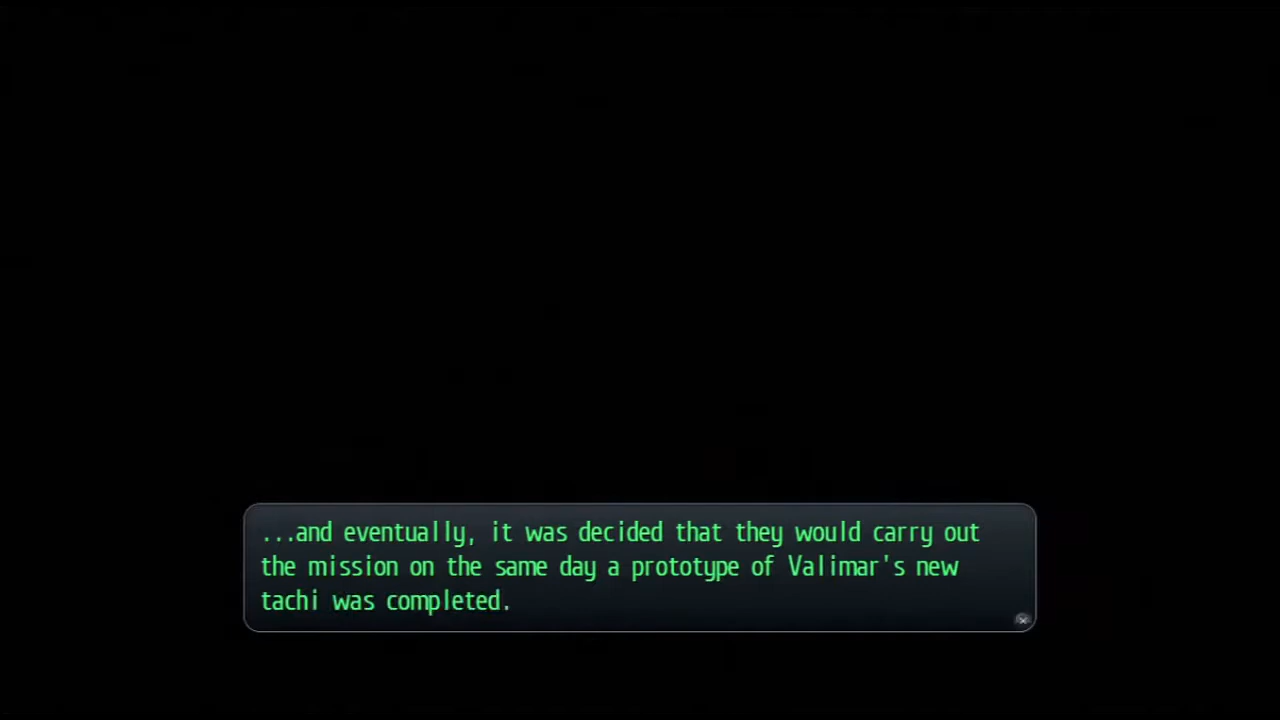 ...and eventually, it was decided that they would carry out
the mission on the same day a prototype of Valimar's new
tachi was completed.